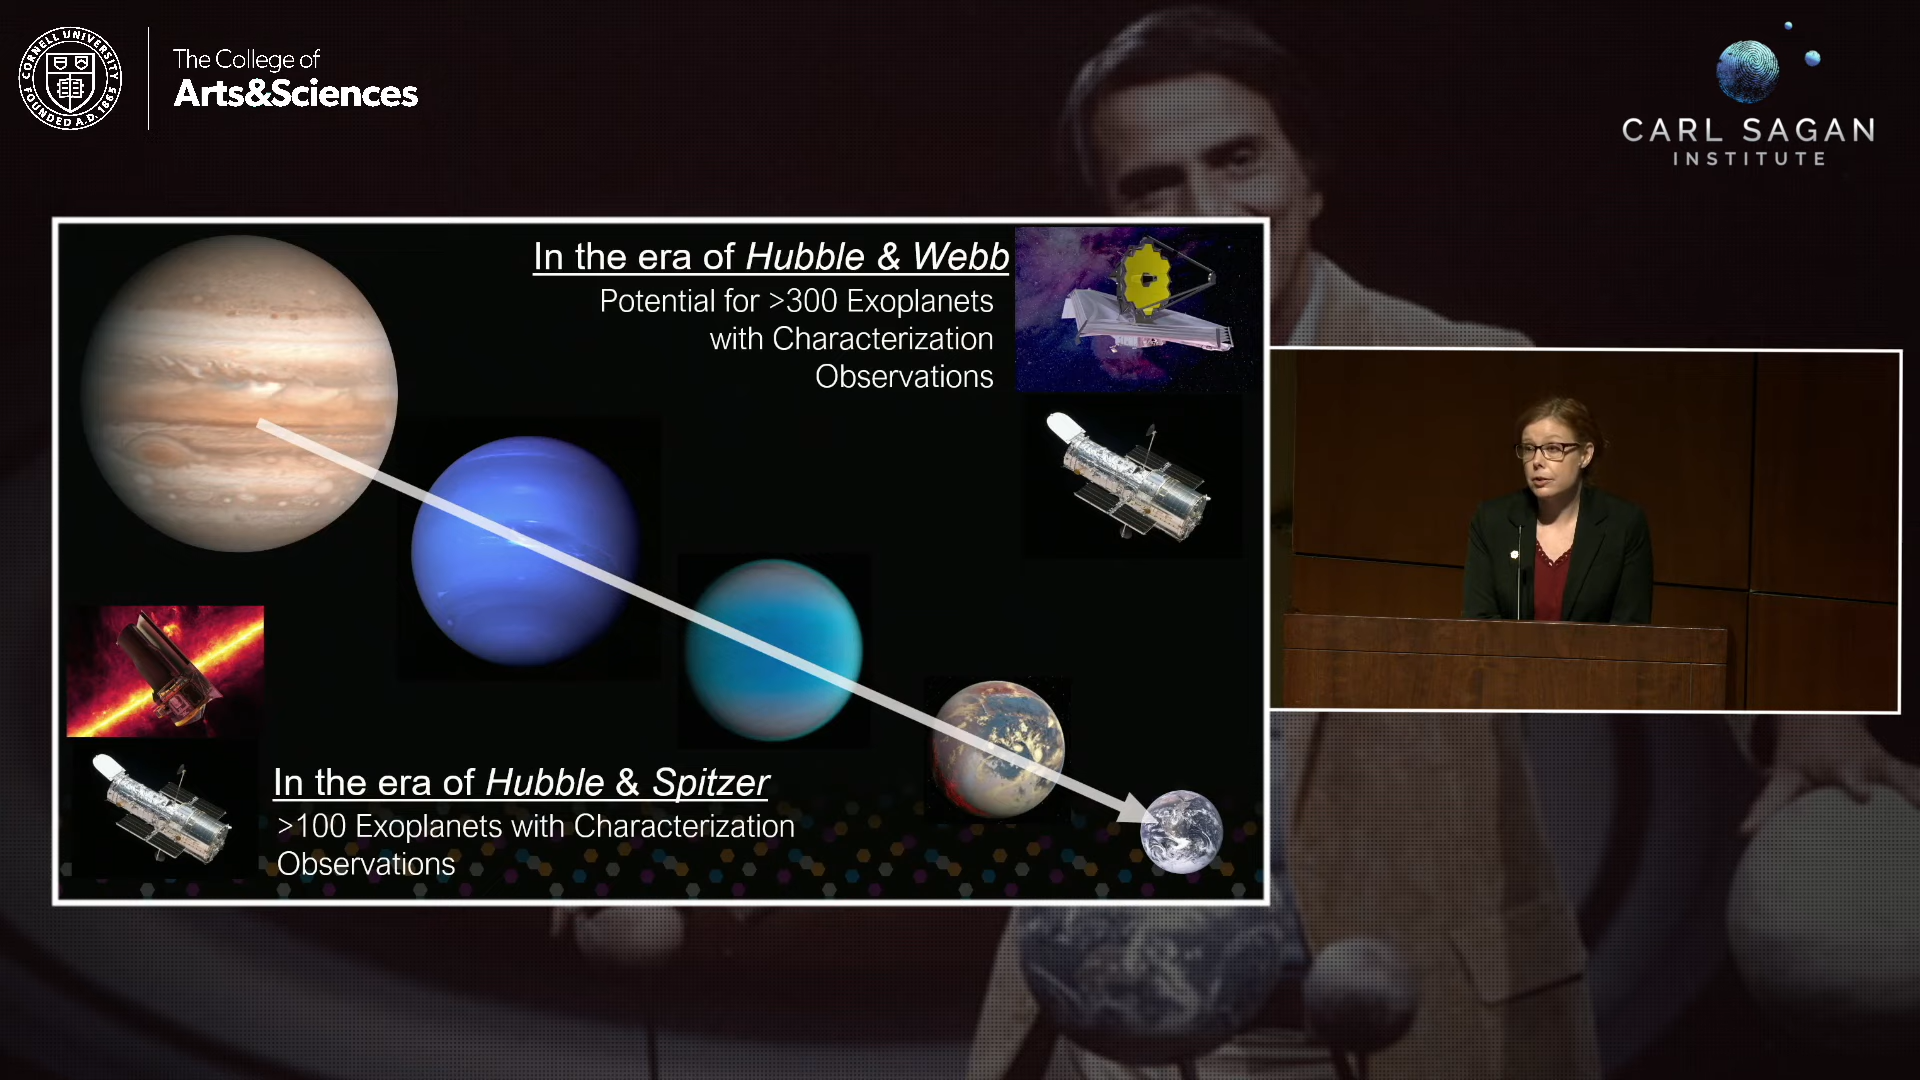 CORNELL UNIVERSITY
FOUNDED A.D. 1865
The College of
Arts&Sciences
CARL SAGAN
INSTITUTE
In the era of Hubble & Webb
Potential for >300 Exoplanets
with Characterization
Observations
In the era of Hubble & Spitzer
>100 Exoplanets with Characterization
Observations